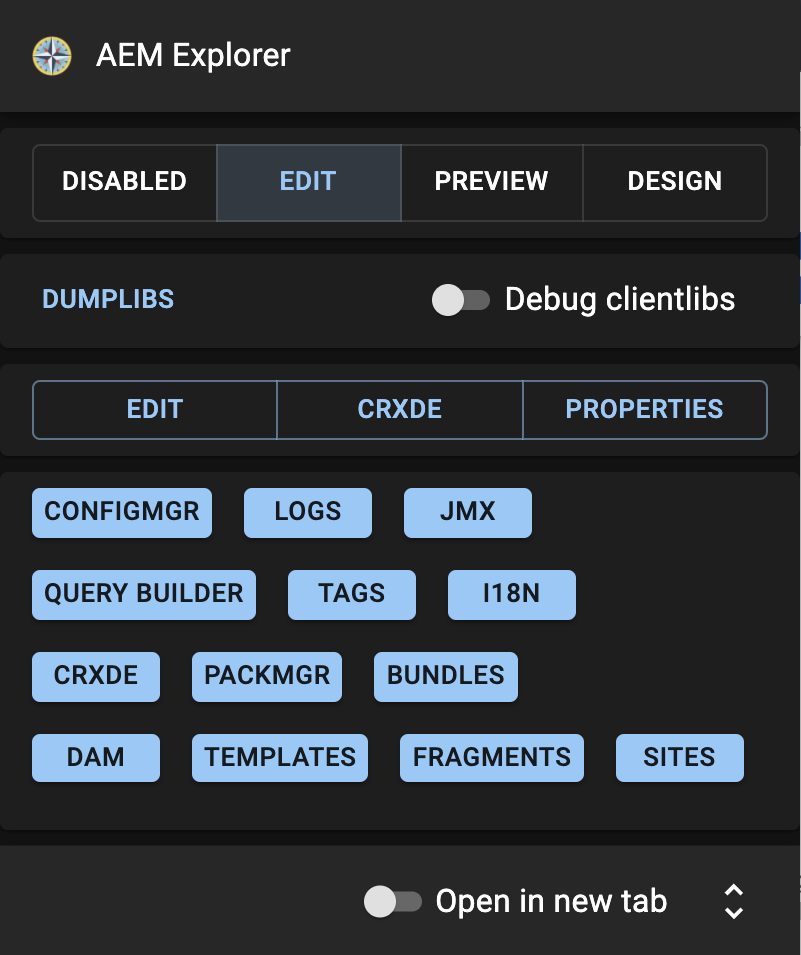 AEM Explorer
DISABLED EDIT PREVIEW DESIGN
DUMPLIBS Debug clientlibs
EDIT CRXDE PROPERTIES
CONFIGMGR LOGS JMX
QUERY BUILDER TAGS I18N
CRXDE PACKMGR BUNDLES
DAM TEMPLATES FRAGMENTS SITES
Open in new tab